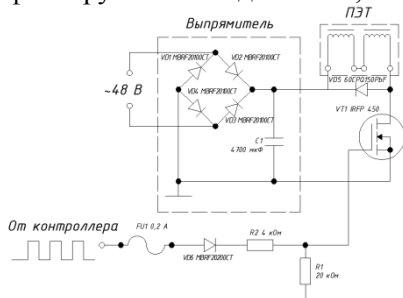 Выпрямитель
ПЭТ
VD1 MBRF20100CT
VD2 MBRF20100CT
VD5 60CPQ150PbF
~48 В
VD4 MBRF20100CT
VD3 MBRF20100CT
VT1 IRFP 450
C1
4700 мкФ
От контроллера
FU1 0,2 А
VD6 MBRF20200CT
R2 4 кОм
R1
20 кОм